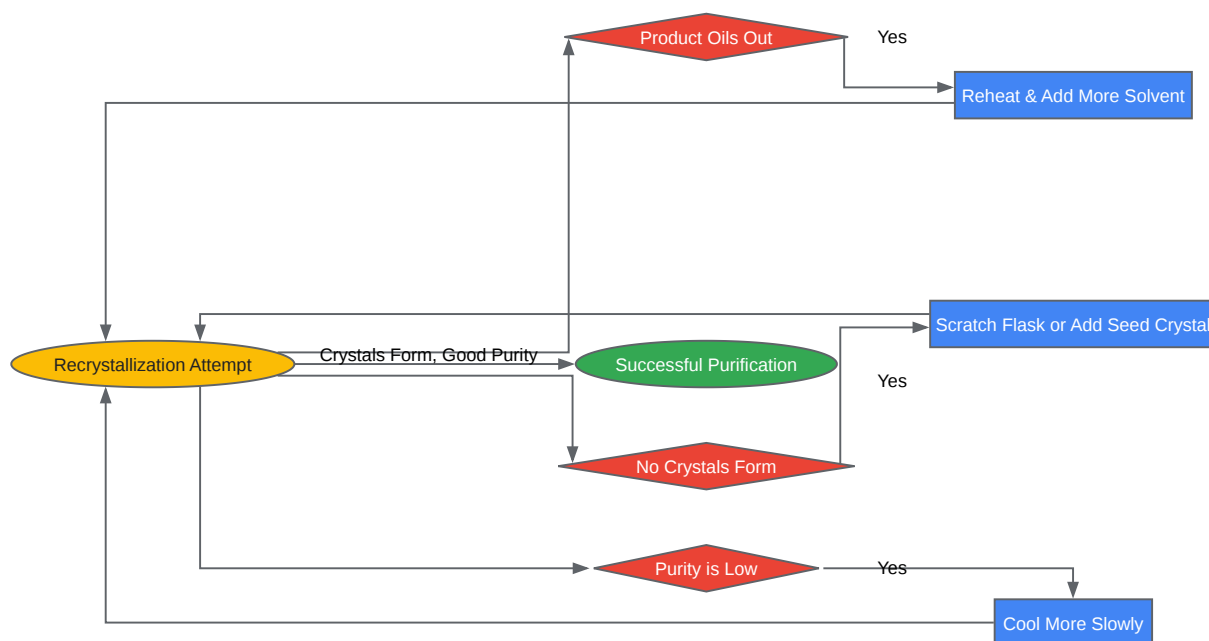 Product Oils Out
Yes
Reheat & Add More Solvent
Scratch Flask or Add Seed Crystal
Crystals Form, Good Purity
Recrystallization Attempt
Successful Purification
Yes
No Crystals Form
Purity is Low
Yes
Cool More Slowly